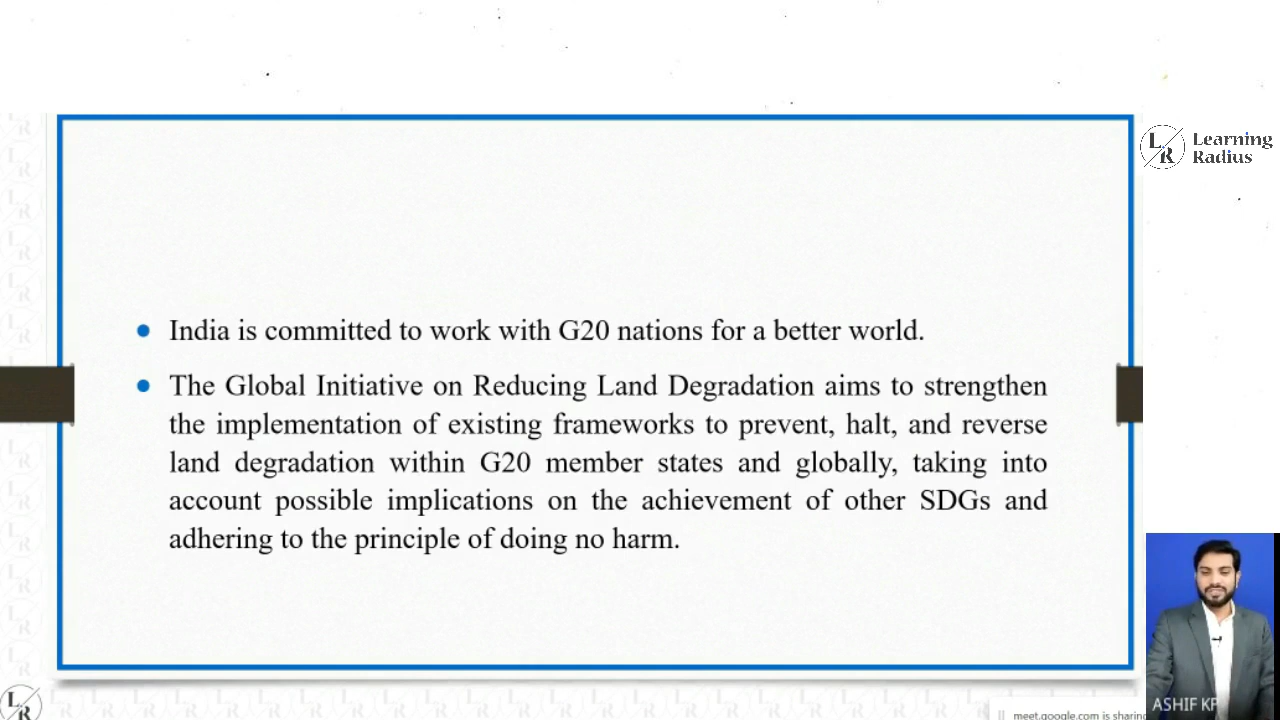 L R Learning
Radius
India is committed to work with G20 nations for a better world.
The Global Initiative on Reducing Land Degradation aims to strengthen
the implementation of existing frameworks to prevent, halt, and reverse
land degradation within G20 member states and globally, taking into
account possible implications on the achievement of other SDGs and
adhering to the principle of doing no harm.
ASHIF KP
L R
meet.google.com is sharing